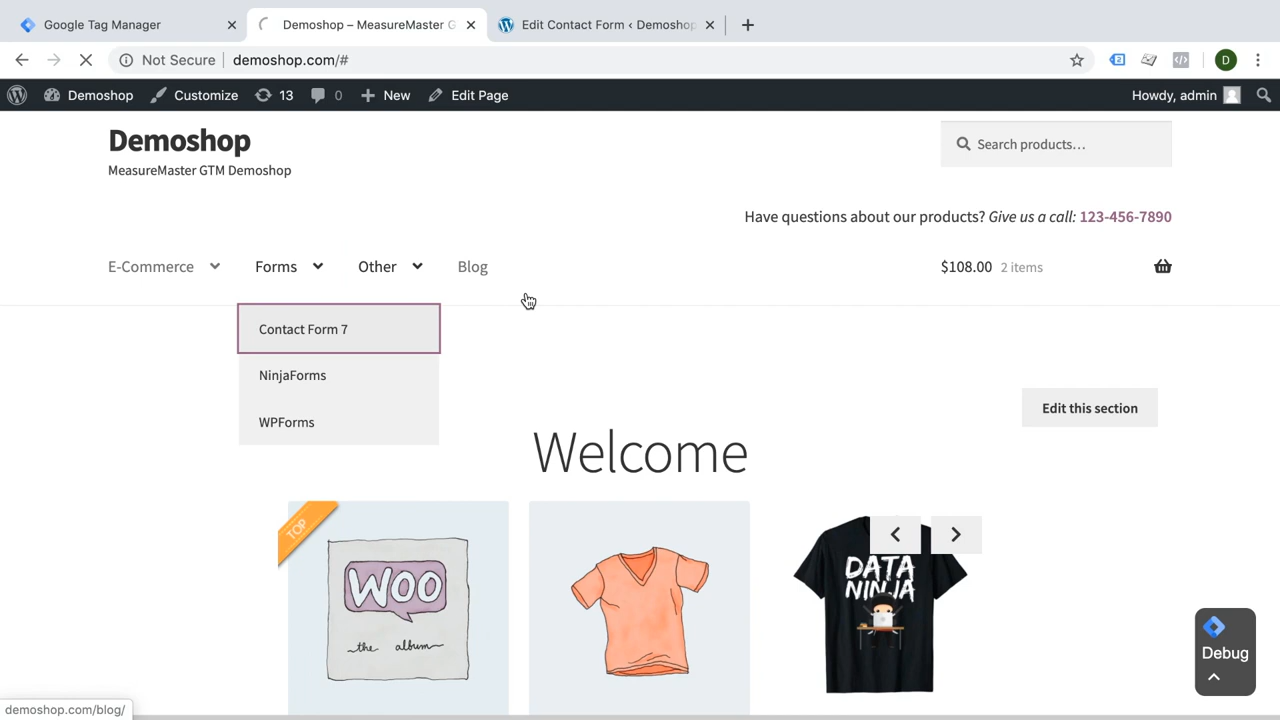 Google Tag Manager
Demoshop – MeasureMaster G
Edit Contact Form ‹ Demoshop
Not Secure
demoshop.com/#
2
D
Demoshop
Customize
13
0
New
Edit Page
Howdy, admin
Demoshop
MeasureMaster GTM Demoshop
Search products…
Have questions about our products? Give us a call: 123-456-7890
E-Commerce
Forms
Other
Blog
$108.00 2 items
Contact Form 7
NinjaForms
WPForms
Edit this section
Welcome
TOP
WOO
the album
DATA
NINJA
Debug
demoshop.com/blog/